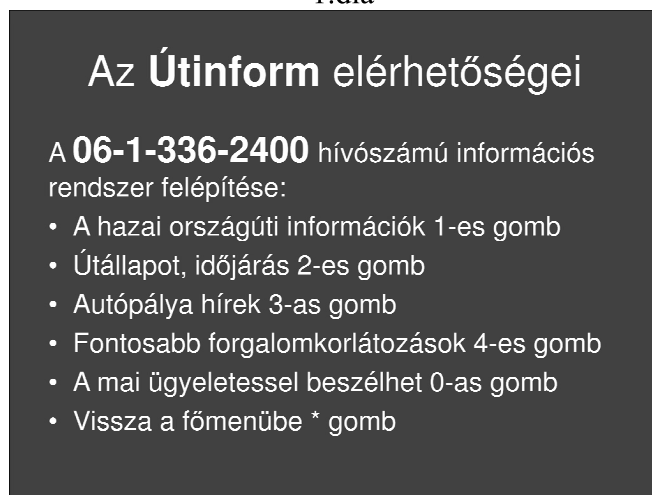 1.dia
Az Útinform elérhetőségei
A 06-1-336-2400 hívószámú információs
rendszer felépítése:
• A hazai országúti információk 1-es gomb
• Útállapot, időjárás 2-es gomb
• Autópálya hírek 3-as gomb
• Fontosabb forgalomkorlátozások 4-es gomb
• A mai ügyeletessel beszélhet 0-as gomb
• Vissza a főmenübe * gomb